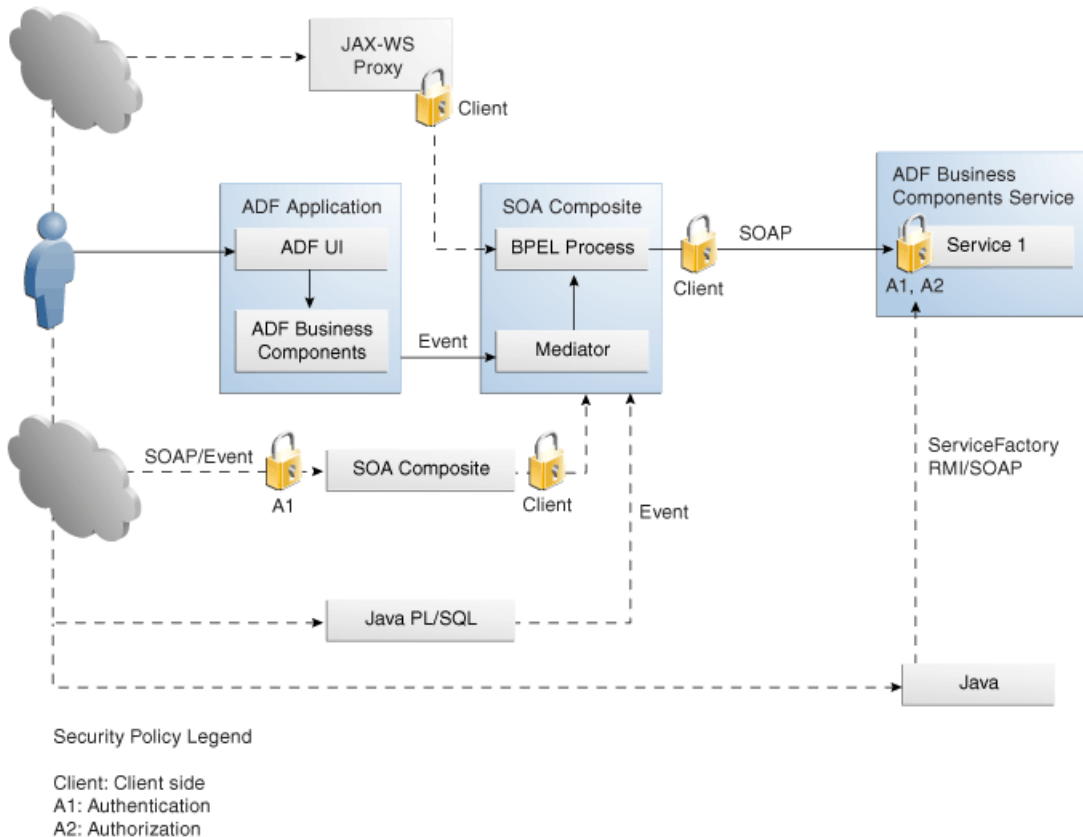 JAX-WS
Proxy
Client
ADF Application
ADF UI
ADF Business
Components
Event
SOA Composite
BPEL Process
Mediator
Client
SOAP
ADF Business
Components Service
Service 1
A1, A2
SOAP/Event
A1
SOA Composite
Client
Event
ServiceFactory
RMI/SOAP
Java PL/SQL
Java
Security Policy Legend
Client: Client side
A1: Authentication
A2: Authorization